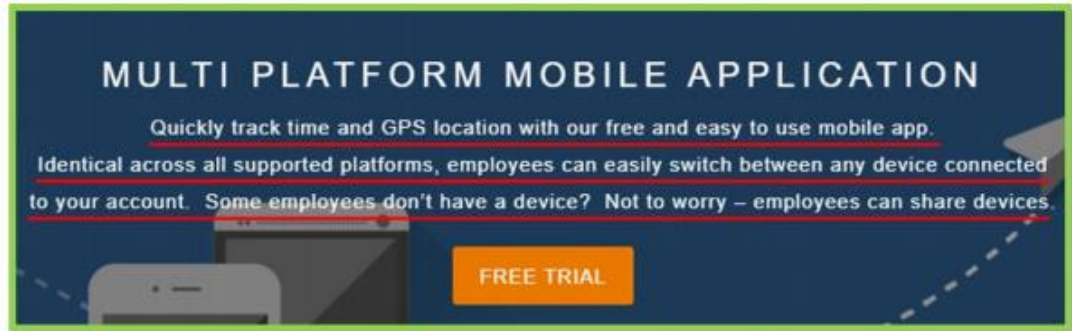 MULTI PLATFORM MOBILE APPLICATION
Quickly track time and GPS location with our free and easy to use mobile app.
Identical across all supported platforms, employees can easily switch between any device connected
to your account.  Some employees don't have a device?  Not to worry – employees can share devices.
FREE TRIAL